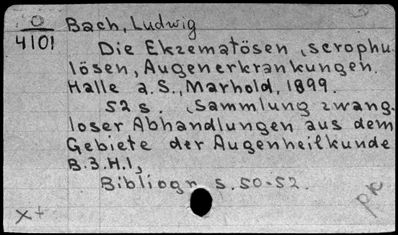 O Bach, Ludwig
4101 Die Ekzematösen, scrophu
lösen, Augenerkrankungen.
Halle a. S., Marhold, 1899.
52 s. (Sammlung zwang.
loser Abhandlungen aus dem
Gebiete der Augenheilkunde
B.3.H.1,
Bibliogr. S. 50-52.
x+